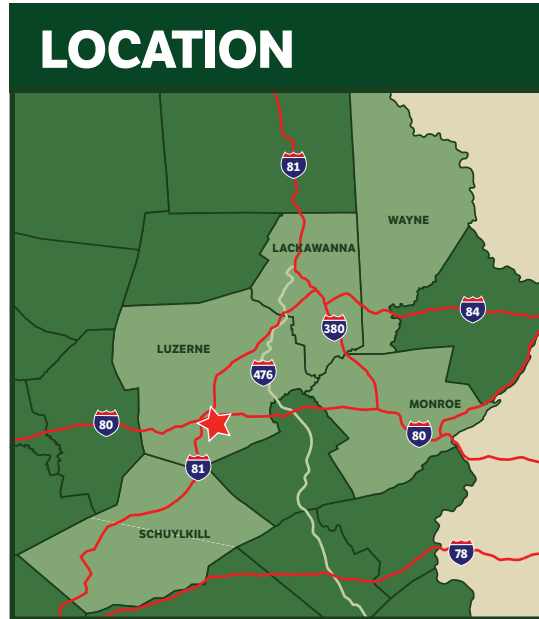 LOCATION
81
WAYNE
LACKAWANNA
84
380
LUZERNE
476
MONROE
80
80
81
SCHUYLKILL
78